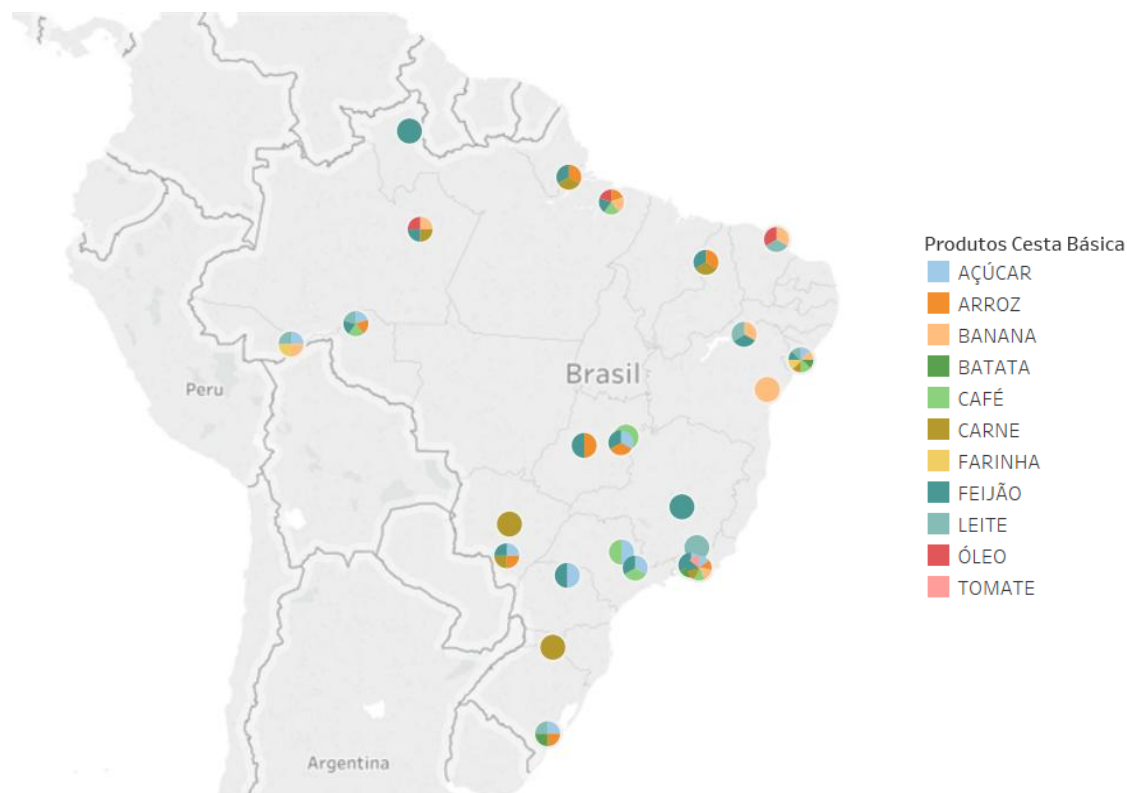 Brasil
Peru
Argentina
Produtos Cesta Básica
AÇÚCAR
ARROZ
BANANA
BATATA
CAFÉ
CARNE
FARINHA
FEIJÃO
LEITE
ÓLEO
TOMATE